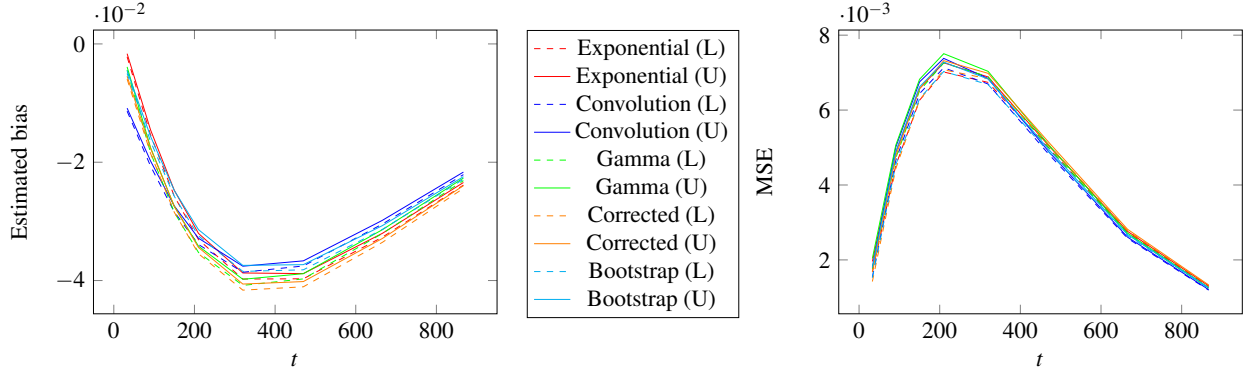 ·10⁻²
0
−2
−4
Estimated bias
0
200
400
600
800
t
Exponential (L)
Exponential (U)
Convolution (L)
Convolution (U)
Gamma (L)
Gamma (U)
Corrected (L)
Corrected (U)
Bootstrap (L)
Bootstrap (U)
·10⁻³
8
6
4
2
MSE
0
200
400
600
800
t